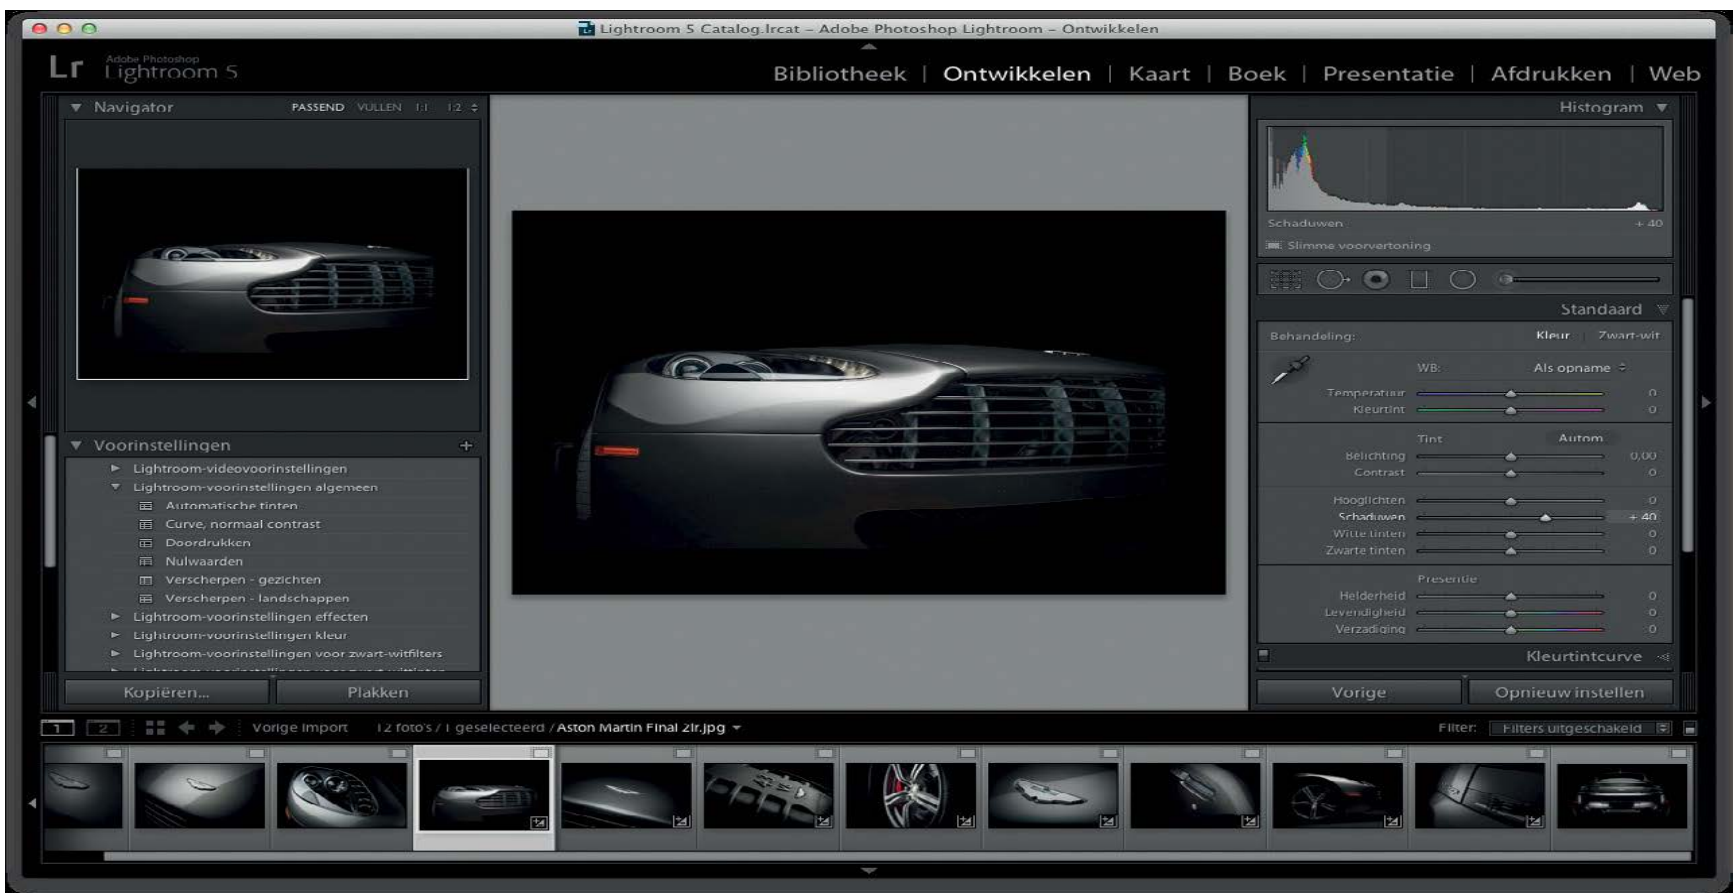 Lightroom 5 Catalog.lrcat – Adobe Photoshop Lightroom – Ontwikkelen
Lr Adobe Photoshop
Lightroom 5
Bibliotheek | Ontwikkelen | Kaart | Boek | Presentatie | Afdrukken | Web
Navigator PASSEND VULLEN 1:1 1:2
Voorinstellingen +
Lightroom-videovoorinstellingen
Lightroom-voorinstellingen algemeen
Automatische tinten
Curve, normaal contrast
Doordrukken
Nulwaarden
Verscherpen - gezichten
Verscherpen - landschappen
Lightroom-voorinstellingen effecten
Lightroom-voorinstellingen kleur
Lightroom-voorinstellingen voor zwart-witfilters
Kopiëren... Plakken
Histogram
Schaduwen + 40
Slimme voorvertoning
Standaard
Behandeling: Kleur | Zwart-wit
WB: Als opname
Temperatuur 0
Kleurtint 0
Tint Autom
Belichting 0,00
Contrast 0
Hooglichten 0
Schaduwen + 40
Witte tinten 0
Zwarte tinten 0
Presentie
Helderheid 0
Levendigheid 0
Verzadiging 0
Kleurtintcurve
Vorige Opnieuw instellen
1 2 Vorige import 12 foto's / 1 geselecteerd / Aston Martin Final 2lr.jpg Filter: Filters uitgeschakeld